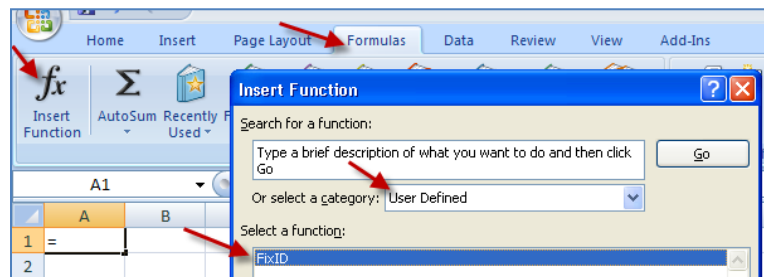 Home Insert Page Layout Formulas Data Review View Add-Ins
fx Σ
Insert Function
AutoSum
Recently Used
F
Insert Function
Search for a function:
Type a brief description of what you want to do and then click
Go
Go
Or select a category: User Defined
Select a function:
FixID
A1
A B
1 =
2